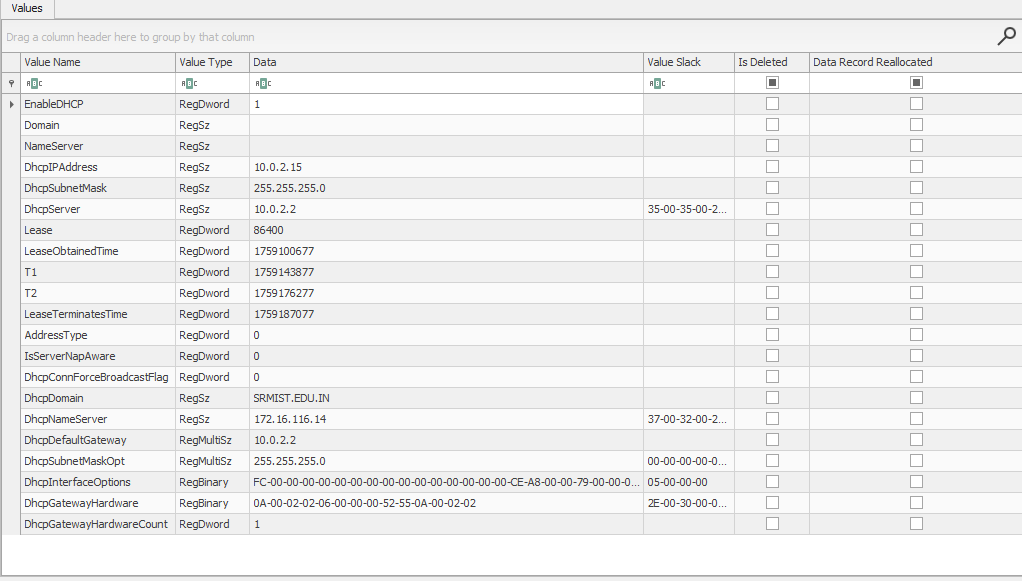 Values
Drag a column header here to group by that column
Value Name Value Type Data Value Slack Is Deleted Data Record Reallocated
ABC ABC ABC ABC
EnableDHCP RegDword 1
Domain RegSz
NameServer RegSz
DhcpIPAddress RegSz 10.0.2.15
DhcpSubnetMask RegSz 255.255.255.0
DhcpServer RegSz 10.0.2.2 35-00-35-00-2...
Lease RegDword 86400
LeaseObtainedTime RegDword 1759100677
T1 RegDword 1759143877
T2 RegDword 1759176277
LeaseTerminatesTime RegDword 1759187077
AddressType RegDword 0
IsServerNapAware RegDword 0
DhcpConnForceBroadcastFlag RegDword 0
DhcpDomain RegSz SRMIST.EDU.IN
DhcpNameServer RegSz 172.16.116.14 37-00-32-00-2...
DhcpDefaultGateway RegMultiSz 10.0.2.2
DhcpSubnetMaskOpt RegMultiSz 255.255.255.0 00-00-00-00-0...
DhcpInterfaceOptions RegBinary FC-00-00-00-00-00-00-00-00-00-00-00-00-00-00-00-CE-A8-00-00-79-00-00-0... 05-00-00-00
DhcpGatewayHardware RegBinary 0A-00-02-02-06-00-00-00-52-55-0A-00-02-02 2E-00-30-00-0...
DhcpGatewayHardwareCount RegDword 1